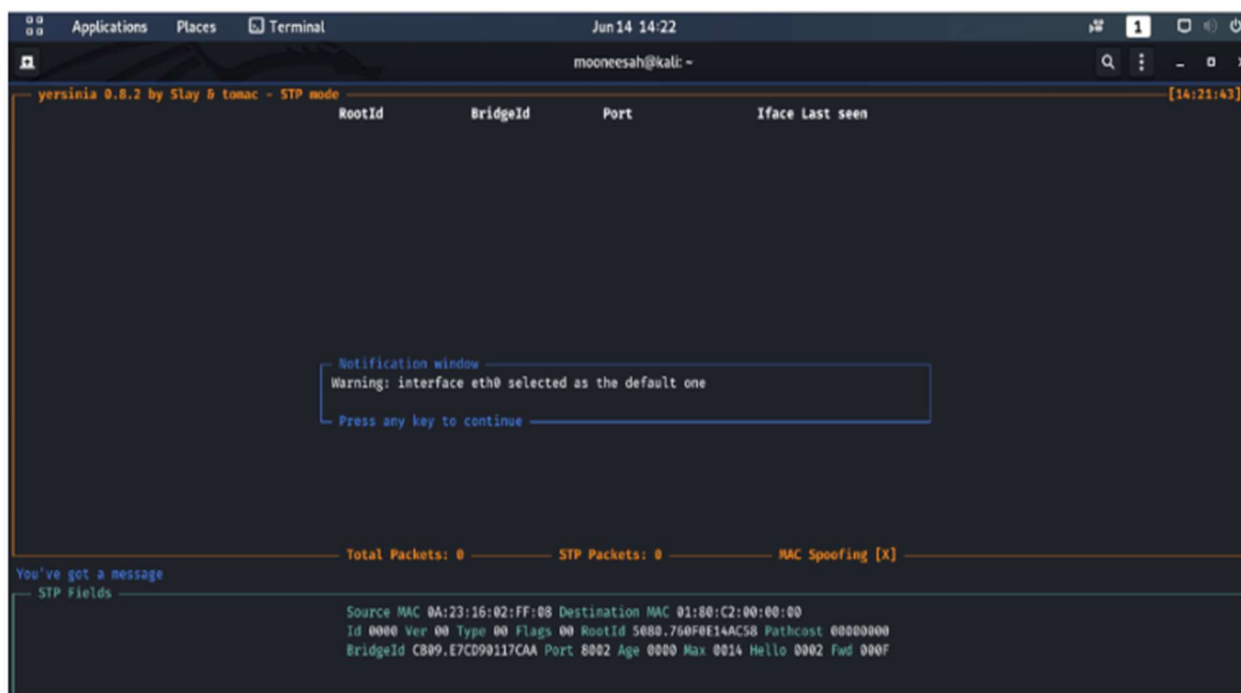 Applications Places Terminal Jun 14 14:22 1
mooneesah@kali: ~
yersinia 0.8.2 by Slay & tomac - STP mode [14:21:43]
RootId BridgeId Port Iface Last seen
Notification window
Warning: interface eth0 selected as the default one
Press any key to continue
Total Packets: 0 STP Packets: 0 MAC Spoofing [X]
You've got a message
STP Fields
Source MAC 0A:23:16:02:FF:08 Destination MAC 01:80:C2:00:00:00
Id 0000 Ver 00 Type 00 Flags 00 RootId 5080.760F0E14AC58 Pathcost 00000000
BridgeId CB09.E7CD90117CAA Port 8002 Age 0000 Max 0014 Hello 0002 Fwd 000F